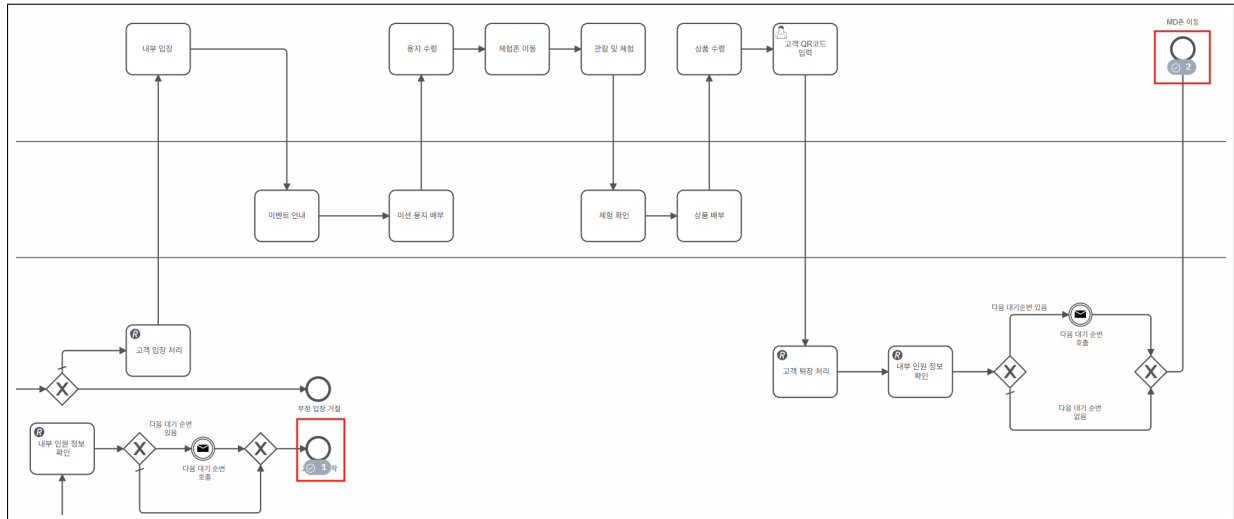 MD존 이동
2
내부 입장
용지 수령
체험존 이동
관람 및 체험
상품 수령
고객 QR코드
입력
이벤트 안내
미션 용지 배부
체험 확인
상품 배부
R
고객 입장 처리
X
부정 입장 거절
R
내부 인원 정보
확인
X
다음 대기 순번
있음
다음 대기 순번
호출
X
1
R
고객 퇴장 처리
R
내부 인원 정보
확인
X
다음 대기순번 있음
다음 대기 순번
호출
다음 대기 순번
없음
X